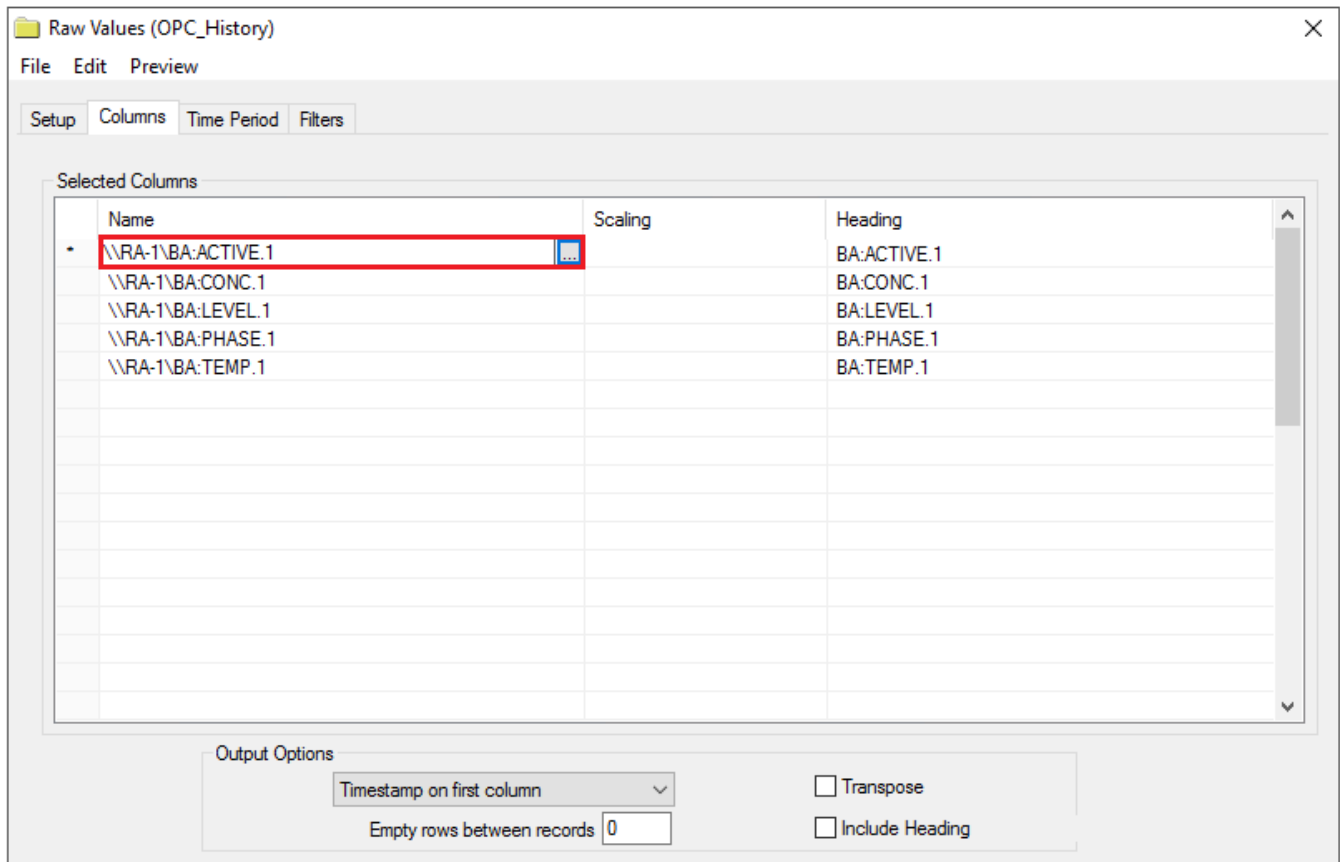 Raw Values (OPC_History)
File Edit Preview
Setup Columns Time Period Filters
Selected Columns
Name Scaling Heading
* \\RA-1\BA:ACTIVE.1 ... BA:ACTIVE.1
\\RA-1\BA:CONC.1 BA:CONC.1
\\RA-1\BA:LEVEL.1 BA:LEVEL.1
\\RA-1\BA:PHASE.1 BA:PHASE.1
\\RA-1\BA:TEMP.1 BA:TEMP.1
Output Options
Timestamp on first column Transpose
Empty rows between records 0 Include Heading